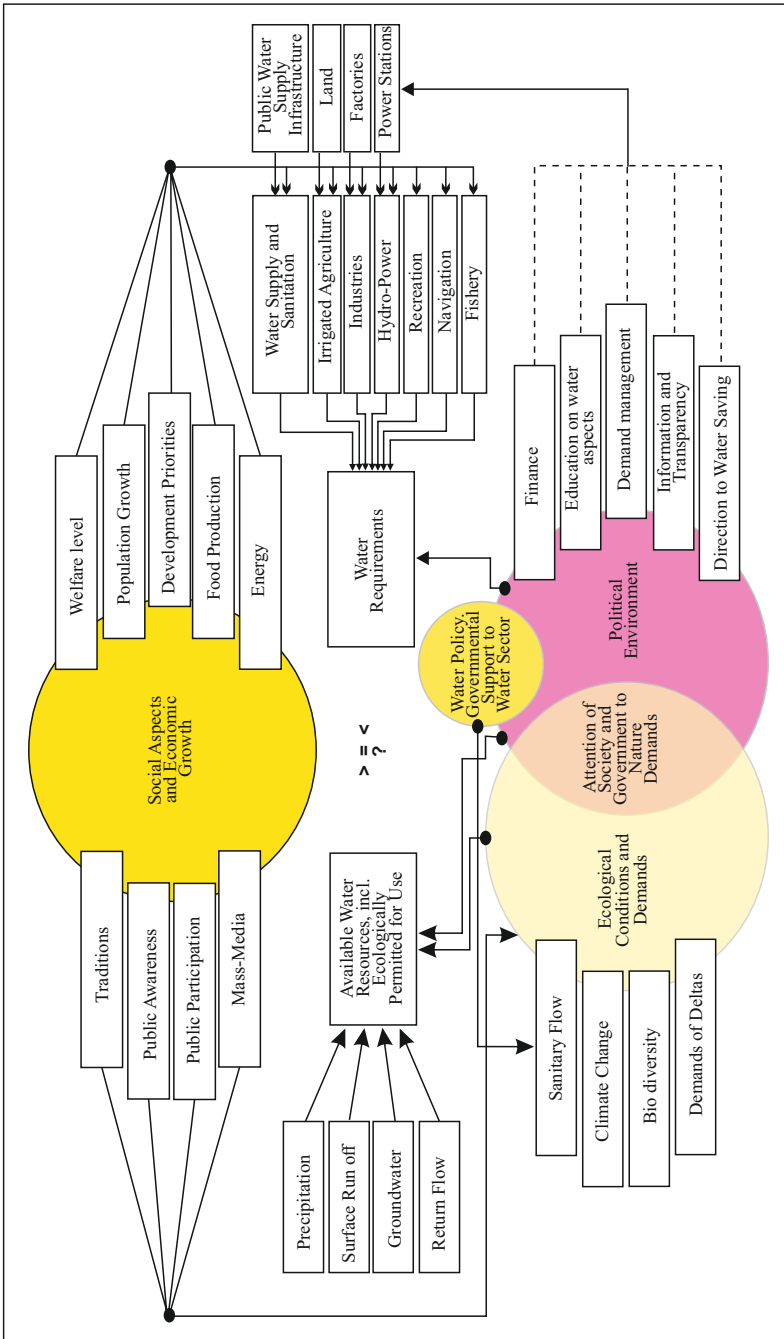 Traditions
Public Awareness
Public Participation
Mass-Media
Social Aspects
and Economic
Growth
Welfare level
Population Growth
Development Priorities
Food Production
Energy
Precipitation
Surface Run off
Groundwater
Return Flow
Available Water
Resources, incl.
Ecologically
Permitted for Use
> = <
?
Water
Requirements
Water Supply and
Sanitation
Irrigated Agriculture
Industries
Hydro-Power
Recreation
Navigation
Fishery
Public Water
Supply
Infrastructure
Land
Factories
Power Stations
Sanitary Flow
Climate Change
Bio diversity
Demands of Deltas
Ecological
Conditions and
Demands
Attention of
Society and
Government to
Nature
Demands
Water Policy.
Governmental
Support to
Water Sector
Political
Environment
Finance
Education on water
aspects
Demand management
Information and
Transparency
Direction to Water Saving